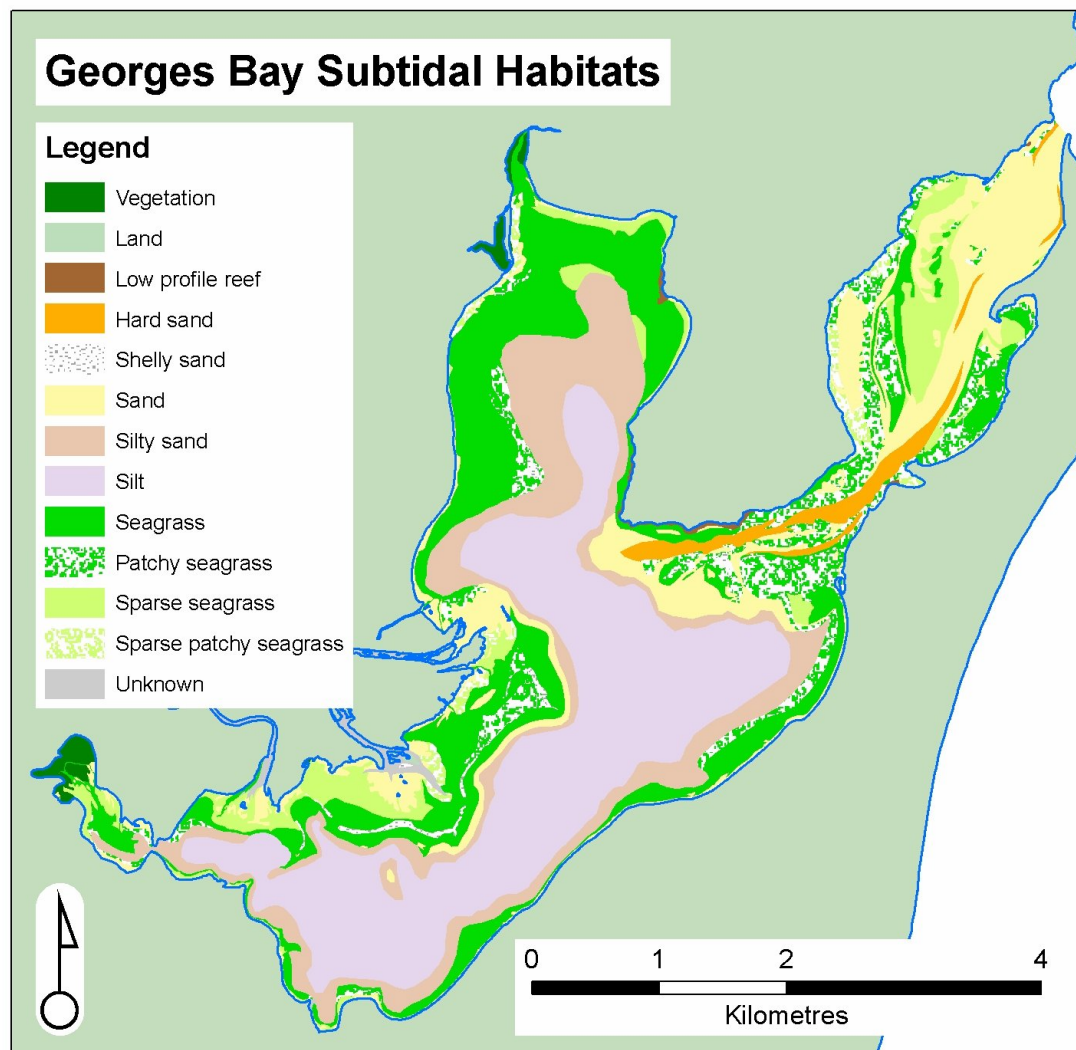 Georges Bay Subtidal Habitats
Legend
Vegetation
Land
Low profile reef
Hard sand
Shelly sand
Sand
Silty sand
Silt
Seagrass
Patchy seagrass
Sparse seagrass
Sparse patchy seagrass
Unknown
0 1 2 4
Kilometres